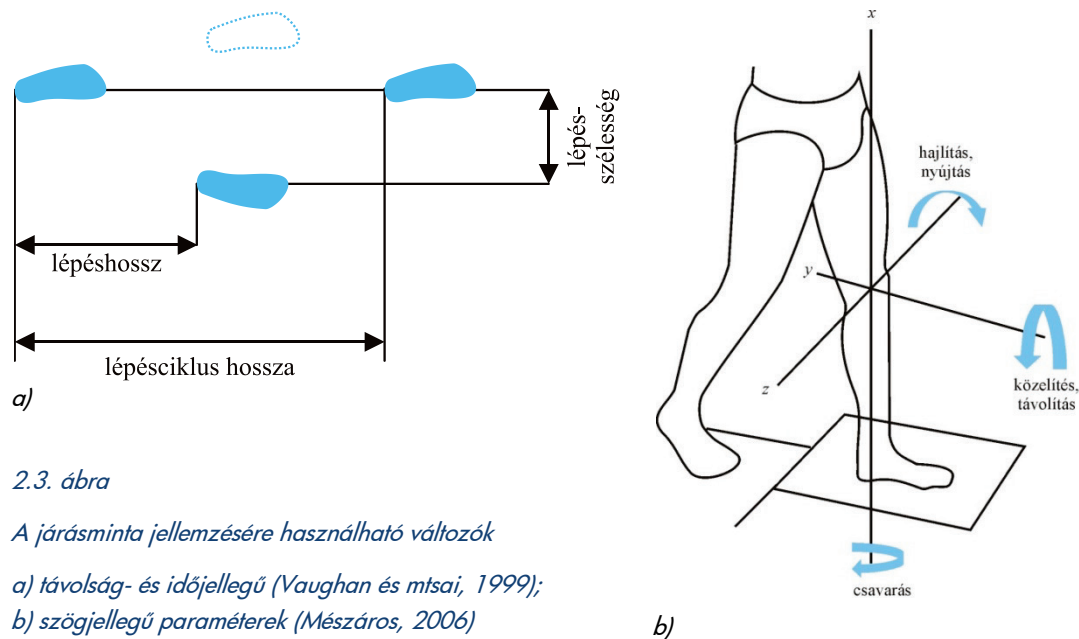 lépés-
szélesség
lépéshossz
lépésciklus hossza
a)
2.3. ábra
A járásminta jellemzésére használható változók
a) távolság- és időjellegű (Vaughan és mtsai, 1999);
b) szögjellegű paraméterek (Mészáros, 2006)
x
hajlítás,
nyújtás
y
z
közelítés,
távolítás
csavarás
b)